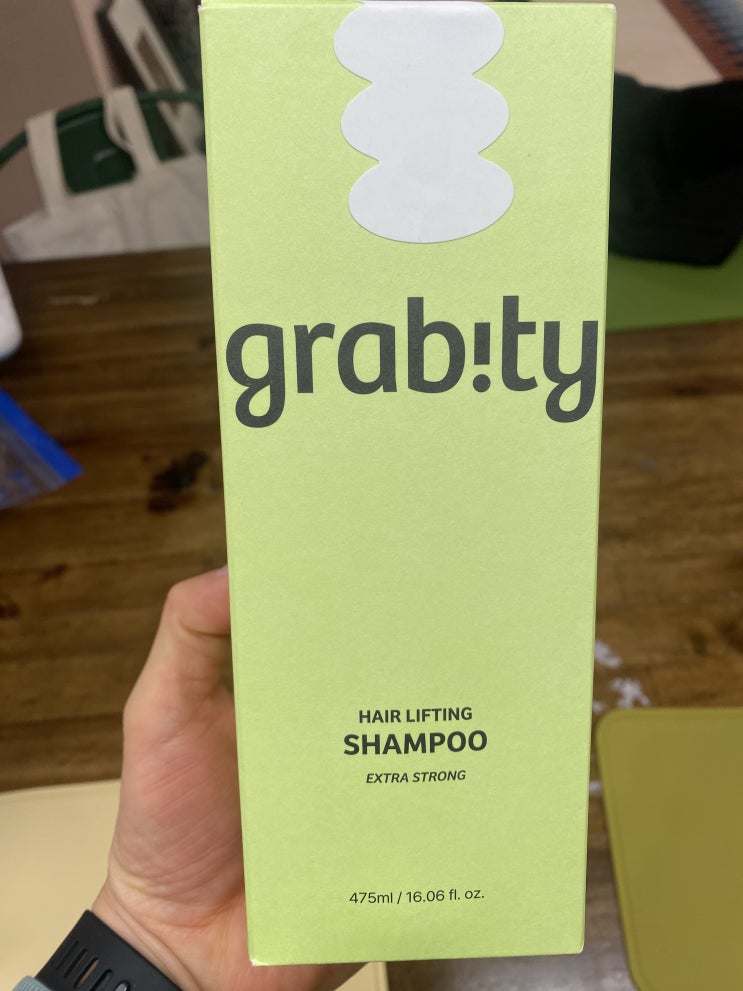 grab!ty
HAIR LIFTING
SHAMPOO
EXTRA STRONG
475ml / 16.06 fl. oz.